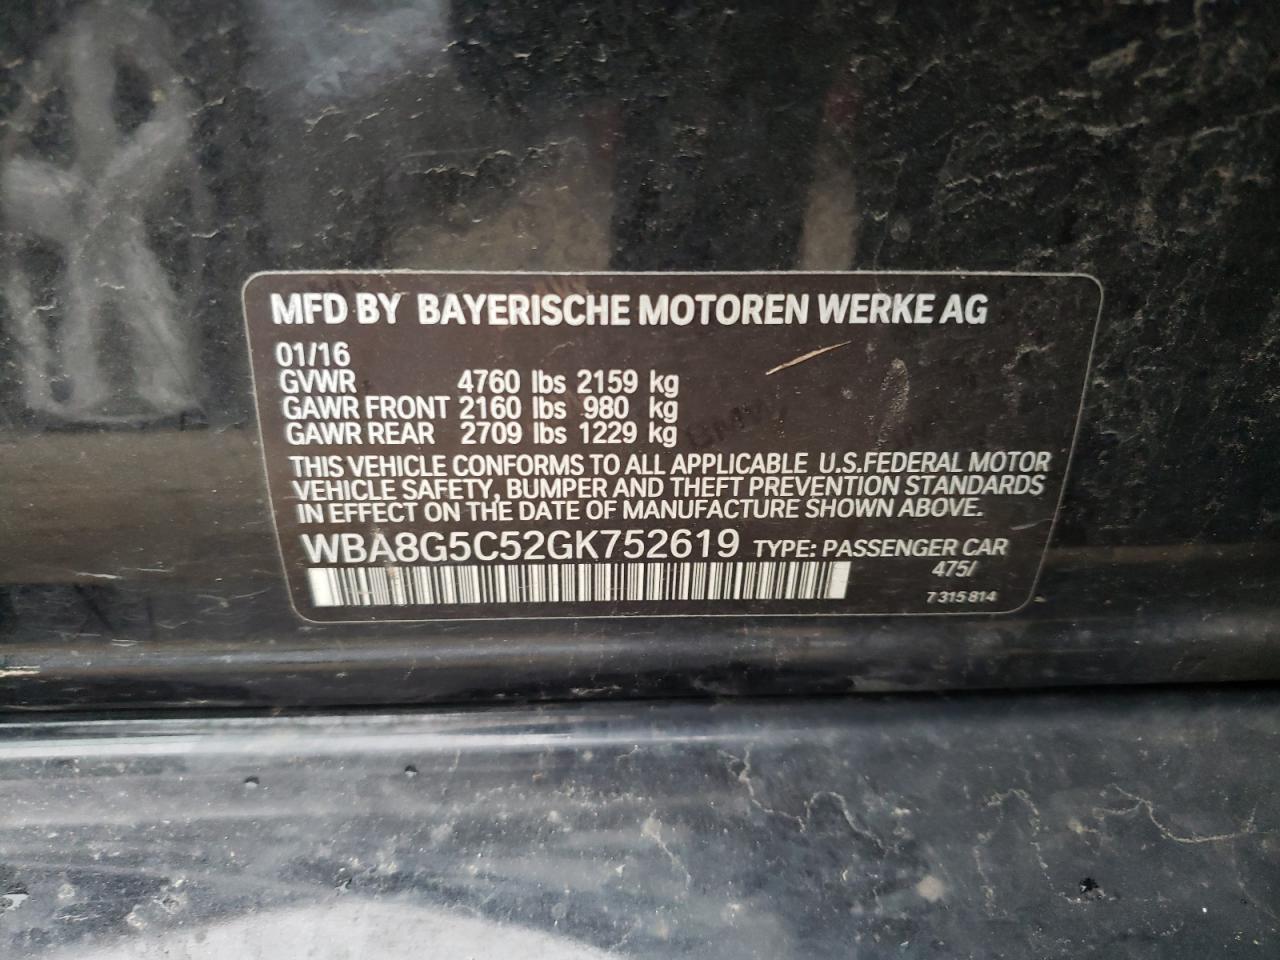 MFD BY BAYERISCHE MOTOREN WERKE AG
01/16
GVWR 4760 lbs 2159 kg
GAWR FRONT 2160 lbs 980 kg
GAWR REAR 2709 lbs 1229 kg
THIS VEHICLE CONFORMS TO ALL APPLICABLE U.S.FEDERAL MOTOR
VEHICLE SAFETY, BUMPER AND THEFT PREVENTION STANDARDS
IN EFFECT ON THE DATE OF MANUFACTURE SHOWN ABOVE.
WBA8G5C52GK752619 TYPE: PASSENGER CAR
475/
7 315 814